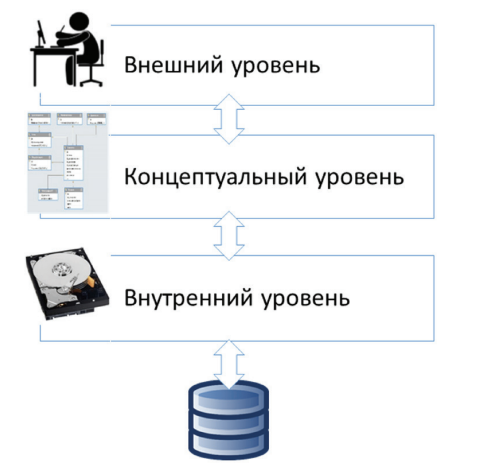 Внешний уровень
Концептуальный уровень
Внутренний уровень